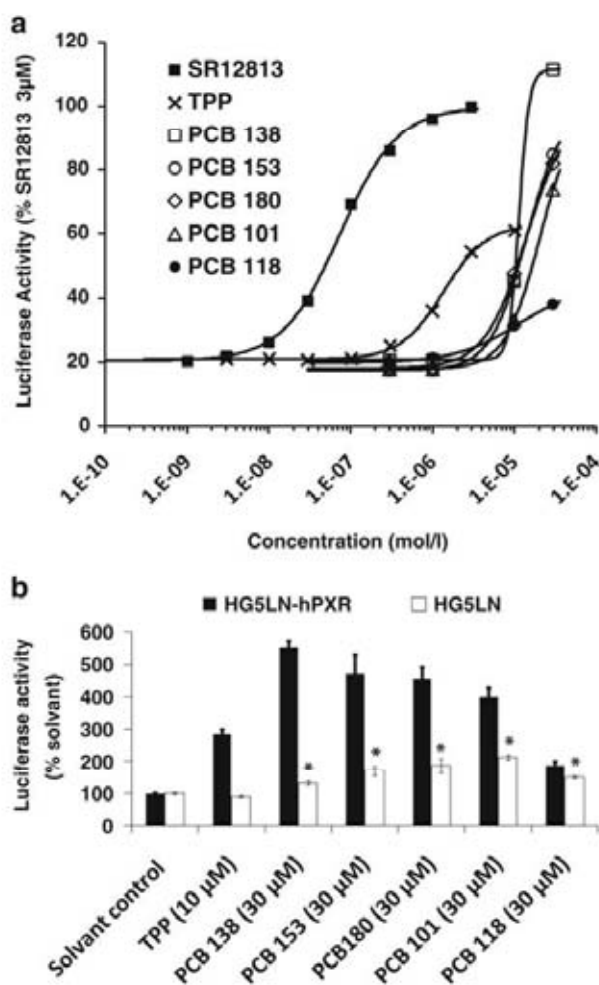 a
Luciferase Activity (% SR12813 3µM)
120
100
80
60
40
20
0
SR12813
TPP
PCB 138
PCB 153
PCB 180
PCB 101
PCB 118
1.E-10
1.E-09
1.E-08
1.E-07
1.E-06
1.E-05
1.E-04
Concentration (mol/l)
b
HG5LN-hPXR
HG5LN
Luciferase activity
(% solvant)
600
500
400
300
200
100
0
*
*
*
*
*
Solvant control
TPP (10 µM)
PCB 138 (30 µM)
PCB 153 (30 µM)
PCB180 (30 µM)
PCB 101 (30 µM)
PCB 118 (30 µM)